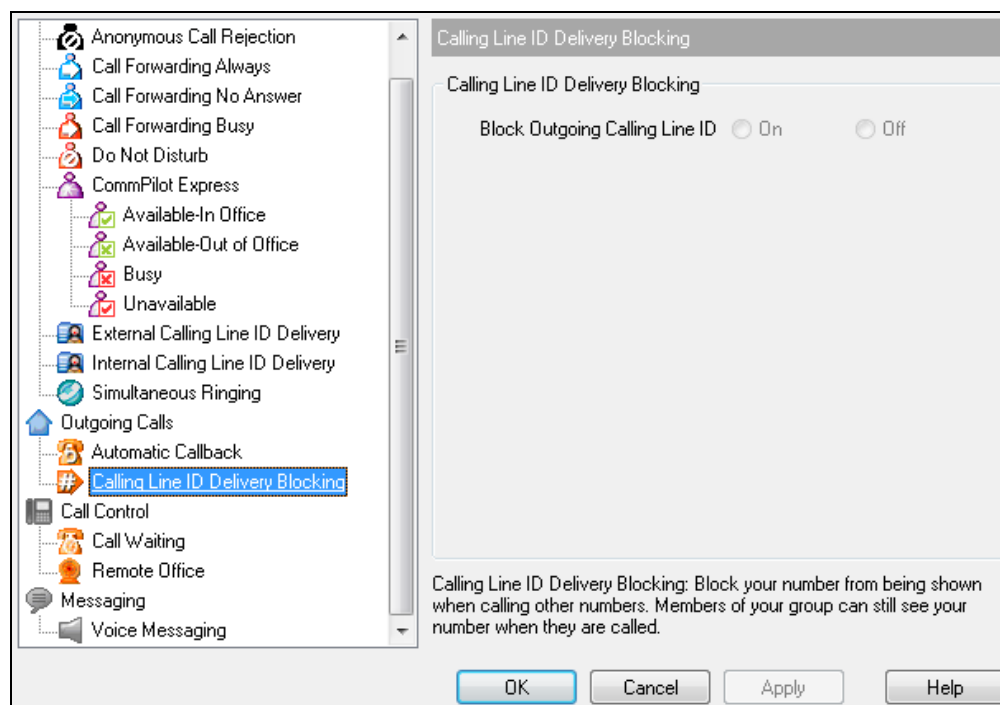 Anonymous Call Rejection
Call Forwarding Always
Call Forwarding No Answer
Call Forwarding Busy
Do Not Disturb
CommPilot Express
Available-In Office
Available-Out of Office
Busy
Unavailable
External Calling Line ID Delivery
Internal Calling Line ID Delivery
Simultaneous Ringing
Outgoing Calls
Automatic Callback
Calling Line ID Delivery Blocking
Call Control
Call Waiting
Remote Office
Messaging
Voice Messaging
Calling Line ID Delivery Blocking
Calling Line ID Delivery Blocking
Block Outgoing Calling Line ID On Off
Calling Line ID Delivery Blocking: Block your number from being shown
when calling other numbers. Members of your group can still see your
number when they are called.
OK Cancel Apply Help